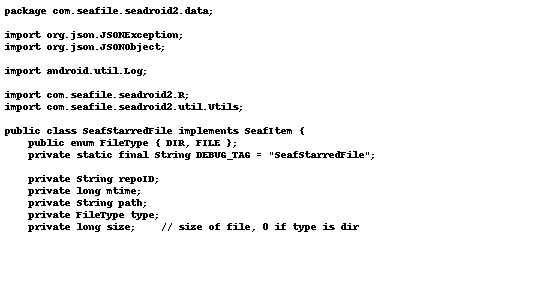 package com.seafile.seadroid2.data;
import org.json.JSONException;
import org.json.JSONObject;
import android.util.Log;
import com.seafile.seadroid2.R;
import com.seafile.seadroid2.util.Utils;
public class SeafStarredFile implements SeafItem {
    public enum FileType { DIR, FILE };
    private static final String DEBUG_TAG = "SeafStarredFile";
    private String repoID;
    private long mtime;
    private String path;
    private FileType type;
    private long size;    // size of file, 0 if type is dir